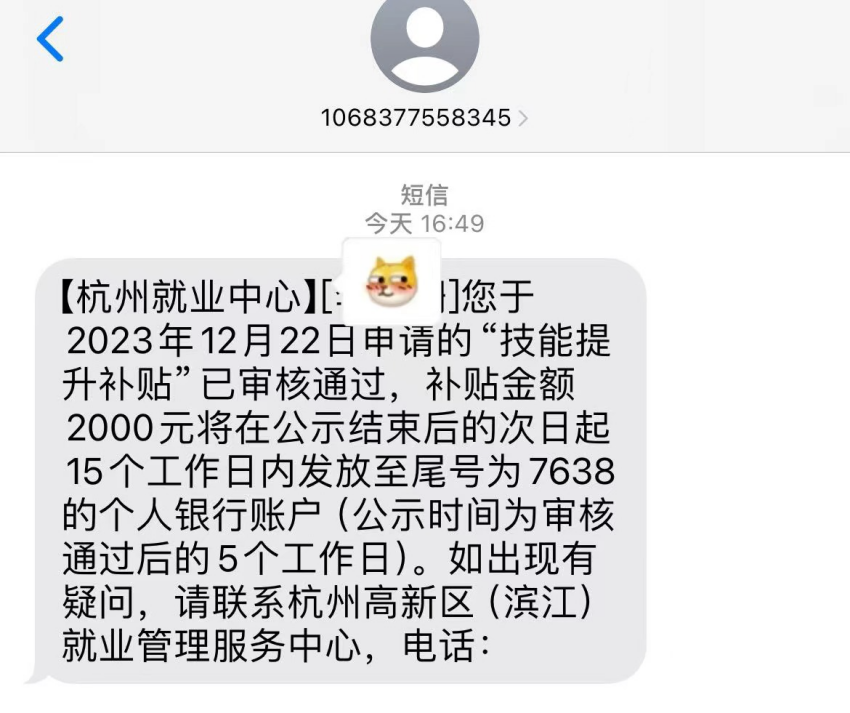 1068377558345
短信
今天 16:49
【杭州就业中心】[ ]您于
2023年12月22日申请的“技能提
升补贴”已审核通过，补贴金额
2000元将在公示结束后的次日起
15个工作日内发放至尾号为7638
的个人银行账户（公示时间为审核
通过后的5个工作日）。如出现有
疑问，请联系杭州高新区（滨江）
就业管理服务中心，电话：